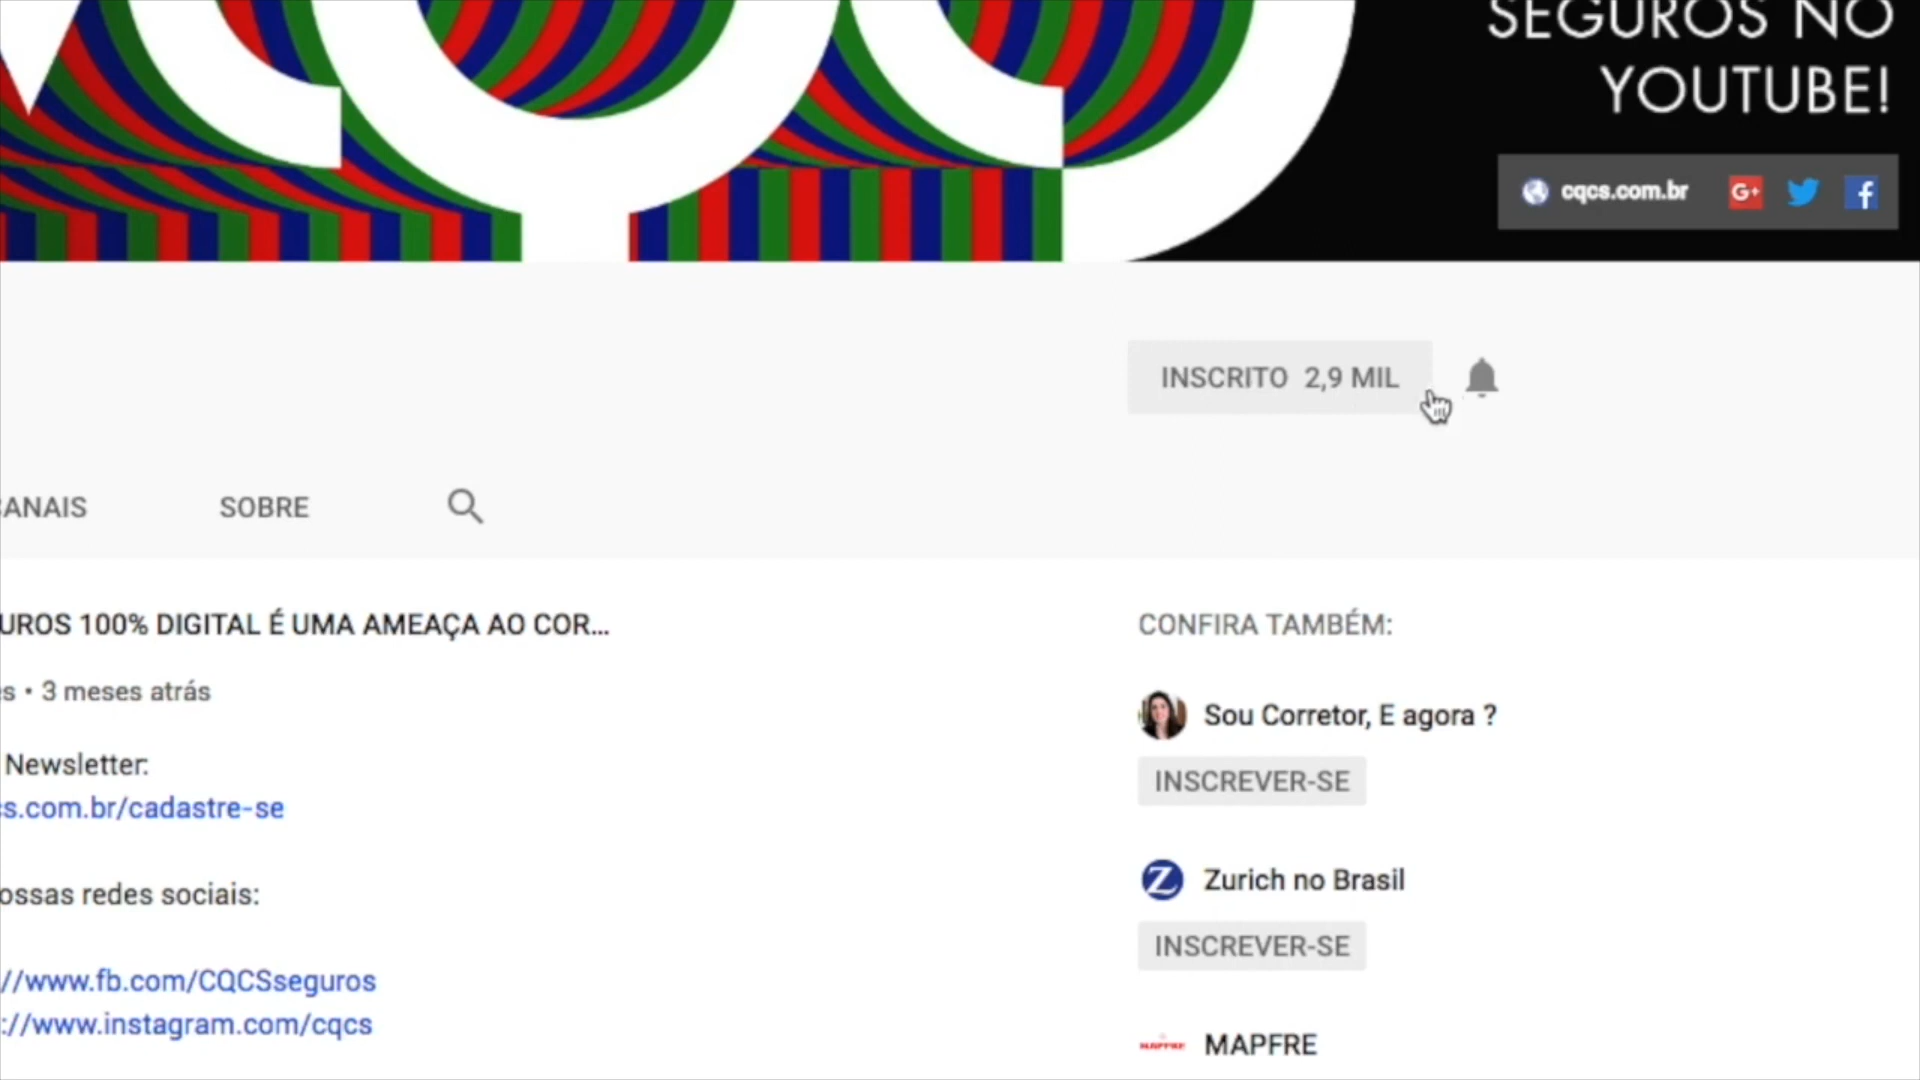 SEGUROS NO
YOUTUBE!
cqcs.com.br
G+
f
INSCRITO 2,9 MIL
ANAIS
SOBRE
UROS 100% DIGITAL É UMA AMEAÇA AO COR...
s • 3 meses atrás
Newsletter:
cs.com.br/cadastre-se
ossas redes sociais:
//www.fb.com/CQCSseguros
://www.instagram.com/cqcs
CONFIRA TAMBÉM:
Sou Corretor, E agora ?
INSCREVER-SE
Z
Zurich no Brasil
INSCREVER-SE
MAPFRE
MAPFRE